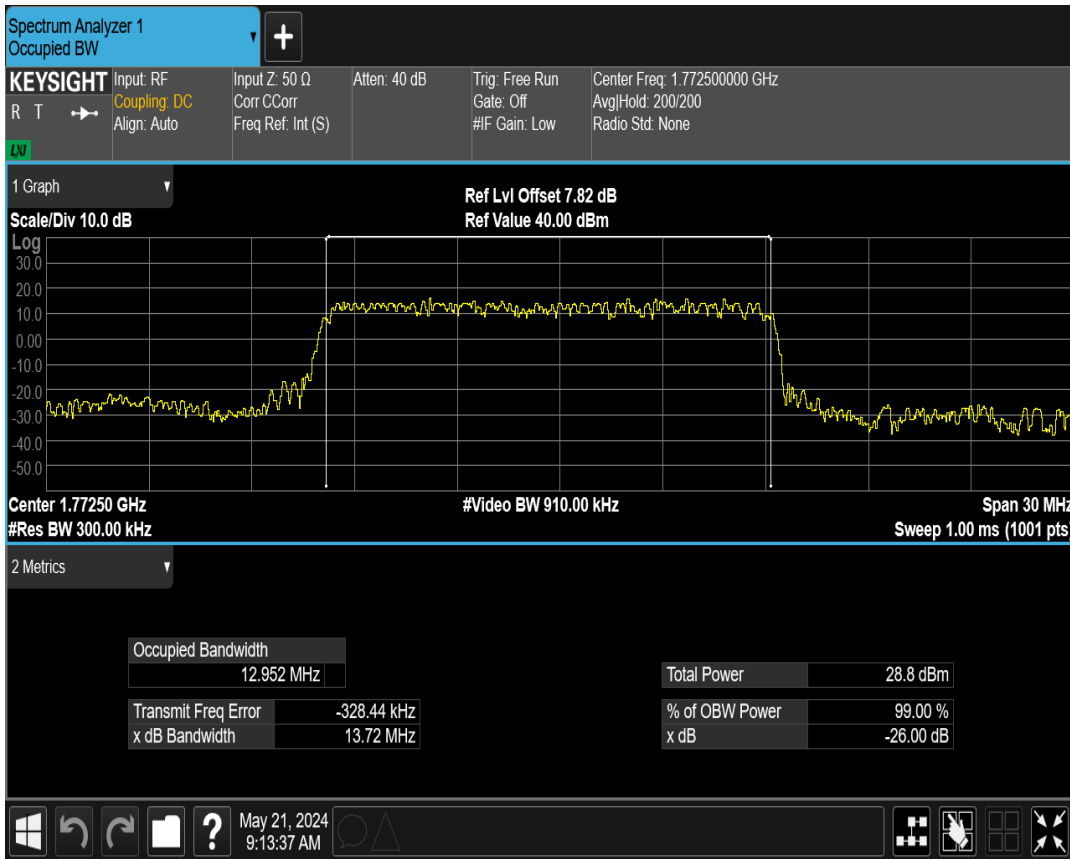 Spectrum Analyzer 1
Occupied BW
+
KEYSIGHT
R T
LXI
Input: RF
Coupling: DC
Align: Auto
Input Z: 50 Ω
Corr CCorr
Freq Ref: Int (S)
Atten: 40 dB
Trig: Free Run
Gate: Off
#IF Gain: Low
Center Freq: 1.772500000 GHz
Avg|Hold: 200/200
Radio Std: None
1 Graph
Scale/Div 10.0 dB
Ref Lvl Offset 7.82 dB
Ref Value 40.00 dBm
Log
30.0
20.0
10.0
0.00
-10.0
-20.0
-30.0
-40.0
-50.0
Center 1.77250 GHz
#Res BW 300.00 kHz
#Video BW 910.00 kHz
Span 30 MHz
Sweep 1.00 ms (1001 pts)
2 Metrics
Occupied Bandwidth
12.952 MHz
Transmit Freq Error -328.44 kHz
x dB Bandwidth 13.72 MHz
Total Power 28.8 dBm
% of OBW Power 99.00 %
x dB -26.00 dB
?
May 21, 2024
9:13:37 AM